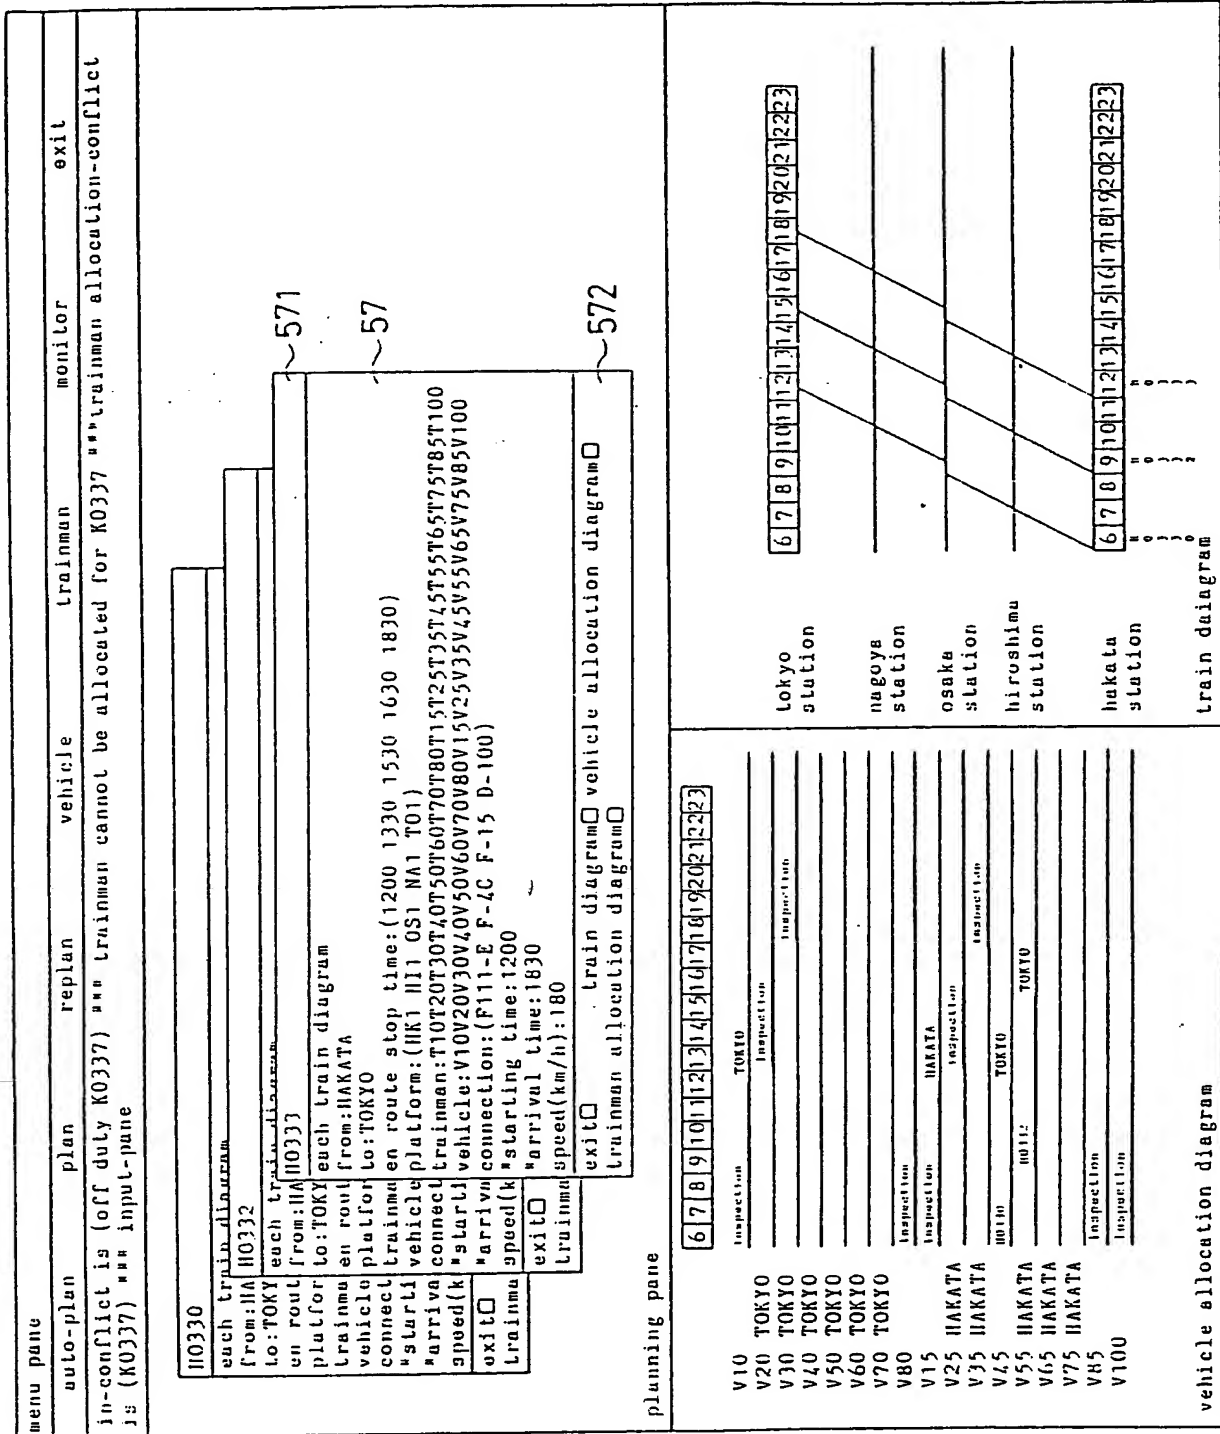 menu pane
auto-plan plan replan vehicle trainman monitor exit
in-conflict is (off duty K0337) *** trainman cannot be allocated for K0337 ***trainman allocation-conflict
is (K0337) *** input-pane
H0330
each train diagram
from:HA
to:TOKY
en rout
platfor
trainma
vehicle
connect
*starti
*arriva
speed(k
exit□
trainma
H0332
each train diagram
from:HA
to:TOKY
en rout
platfor
trainma
vehicle
connect
*starti
*arriva
speed(k
exit□
trainma
H0333
each train diagram
from:HAKATA
to:TOKYO
en route stop time:(1200 1330 1530 1630 1830)
platform:(HK1 HI1 OS1 NA1 TO1)
trainman:T10T20T30T40T50T60T70T80T15T25T35T45T55T65T75T85T100
vehicle:V10V20V30V40V50V60V70V80V15V25V35V45V55V65V75V85V100
connection:(F111-E F-4C F-15 D-100)
*starting time:1200
*arrival time:1830
speed(km/h):180
exit□ train diagram□ vehicle allocation diagram□
trainman allocation diagram□
571
57
572
planning pane
6 7 8 9 10 11 12 13 14 15 16 17 18 19 20 21 22 23
V10 Inspection TOKYO
V20 TOKYO Inspection
V30 TOKYO Inspection
V40 TOKYO
V50 TOKYO
V60 TOKYO
V70 TOKYO
V80 Inspection
V15 Inspection HAKATA
V25 HAKATA Inspection
V35 HAKATA Inspection
V45 TOKYO
V55 HAKATA H0332 TOKYO
V65 HAKATA
V75 HAKATA
V85 Inspection
V100 Inspection
vehicle allocation diagram
6 7 8 9 10 11 12 13 14 15 16 17 18 19 20 21 22 23
tokyo
station
nagoya
station
osaka
station
hiroshima
station
hakata
station
6 7 8 9 10 11 12 13 14 15 16 17 18 19 20 21 22 23
H0330
H0332
H0333
train daiagram